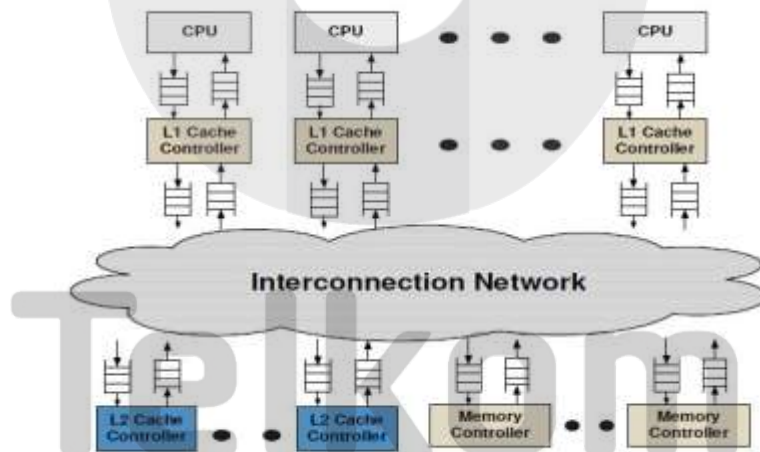 CPU CPU CPU
L1 Cache L1 Cache L1 Cache
Controller Controller Controller
Interconnection Network
Telkom
L2 Cache L2 Cache Memory Memory
Controller Controller Controller Controller